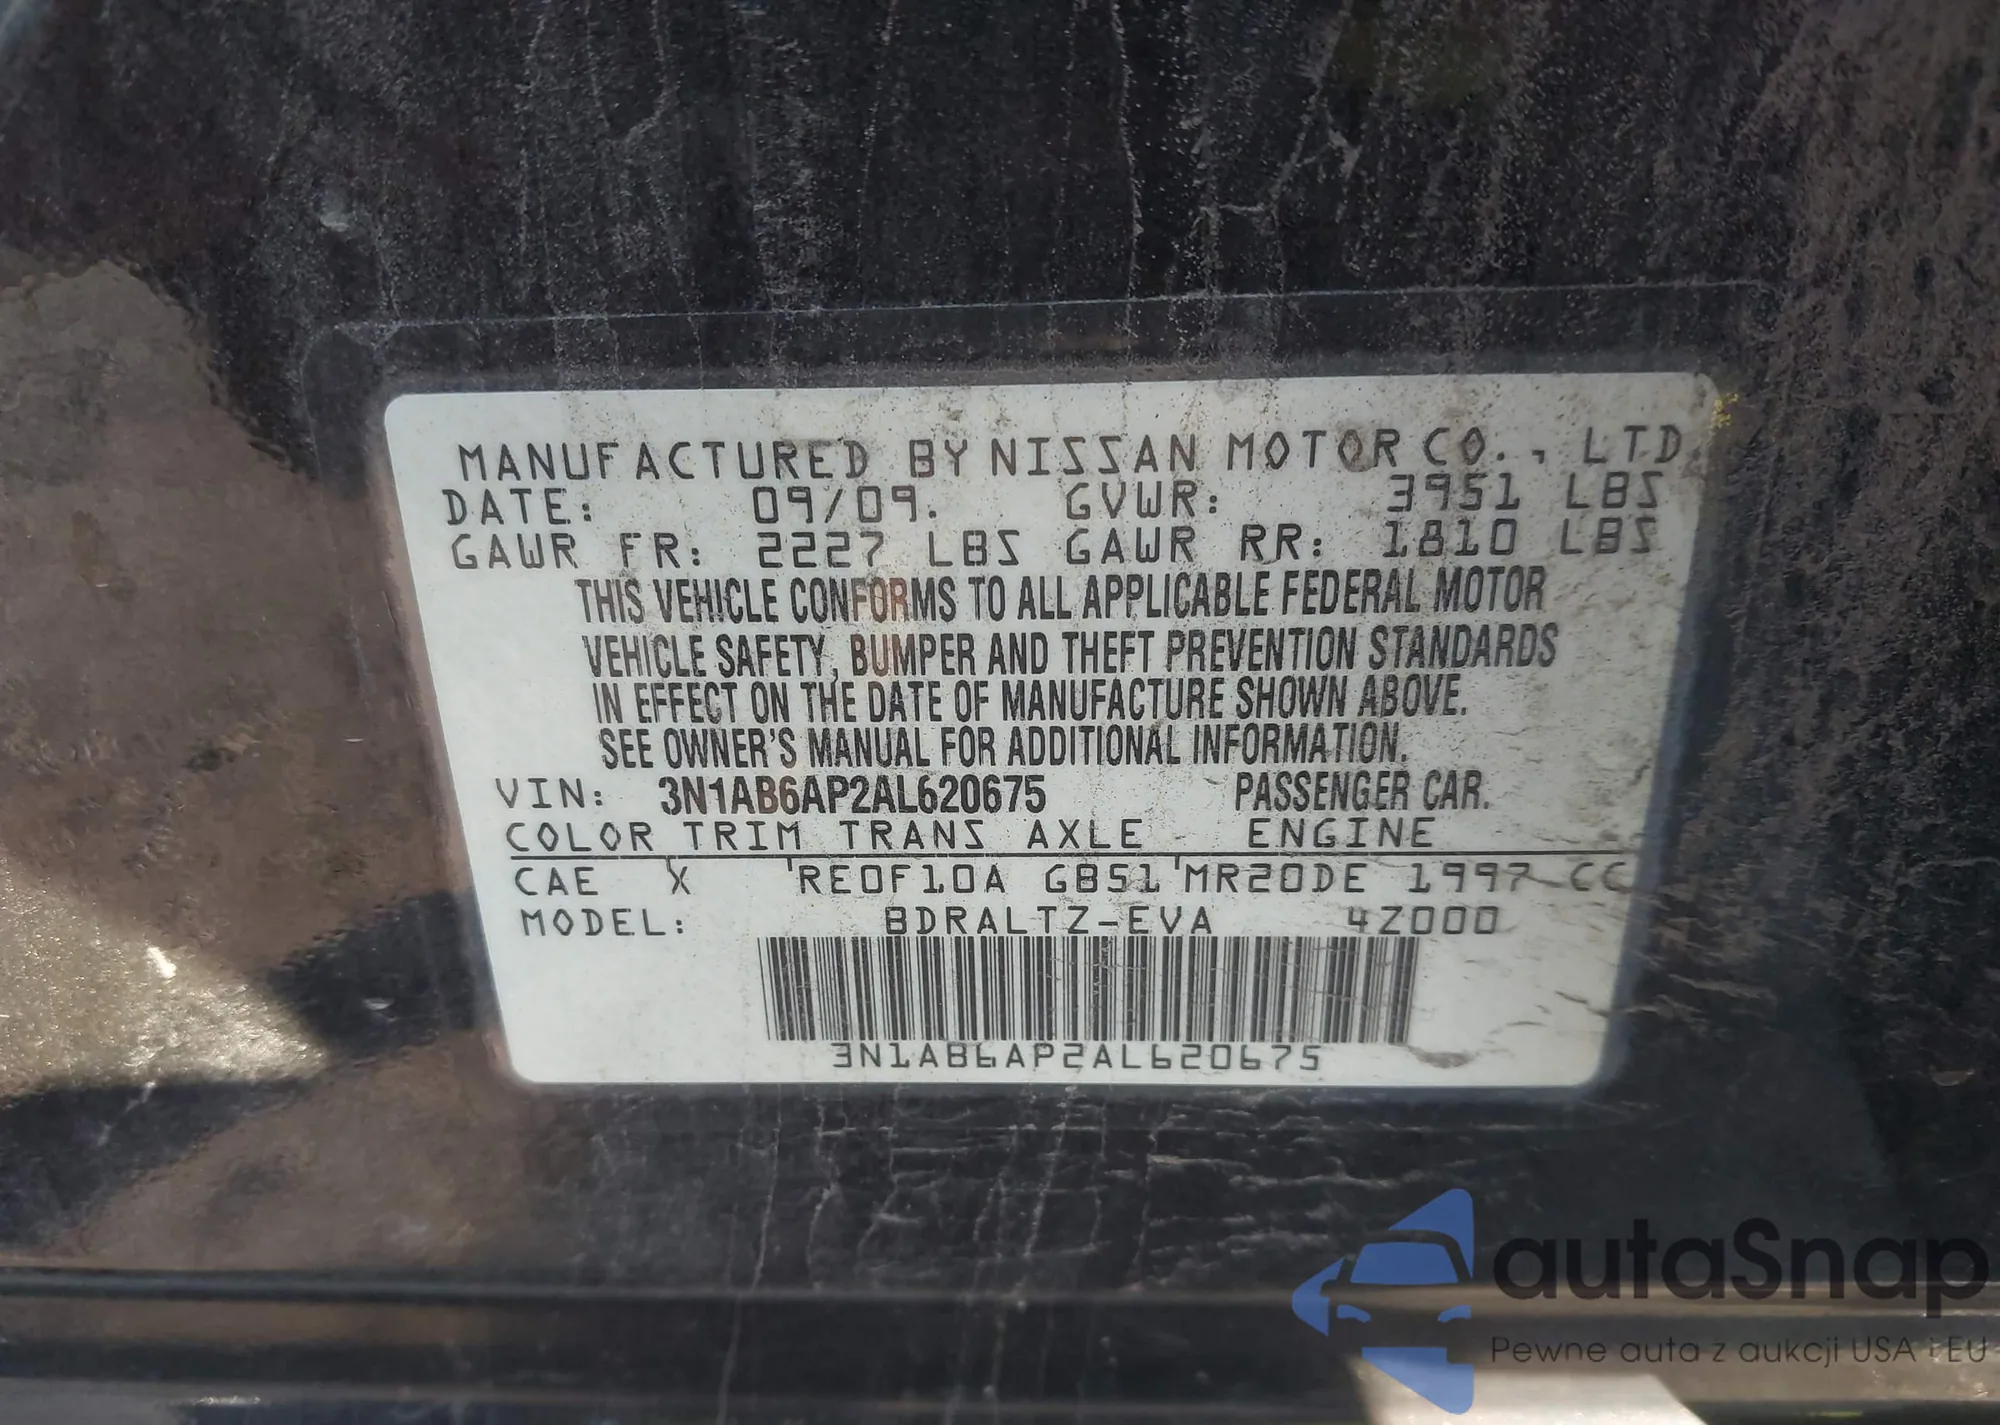 MANUFACTURED BY NISSAN MOTOR CO., LTD.
DATE: 09/09. GVWR: 3951 LBS
GAWR FR: 2227 LBS GAWR RR: 1810 LBS
THIS VEHICLE CONFORMS TO ALL APPLICABLE FEDERAL MOTOR
VEHICLE SAFETY, BUMPER AND THEFT PREVENTION STANDARDS
IN EFFECT ON THE DATE OF MANUFACTURE SHOWN ABOVE.
SEE OWNER'S MANUAL FOR ADDITIONAL INFORMATION.
VIN: 3N1AB6AP2AL620675 PASSENGER CAR.
COLOR TRIM TRANS AXLE ENGINE
CAE X RE0F10A GB51 MR20DE 1997 CC
MODEL: BDRALTZ-EVA 4Z000
3N1AB6AP2AL620675
autaSnap
Pewne auta z aukcji USA i EU